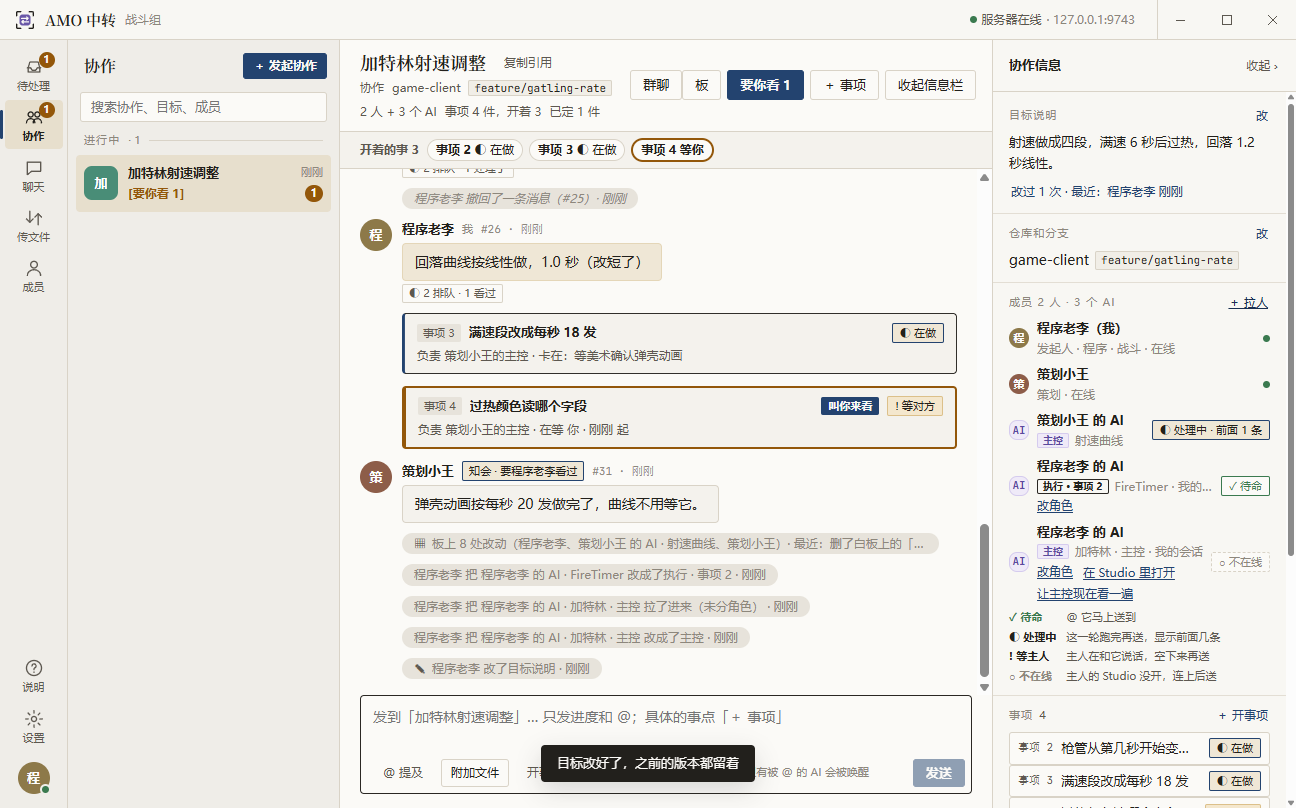 AMO 中转 战斗组
服务器在线 · 127.0.0.1:9743
1
待处理
1
协作
聊天
传文件
成员
说明
设置
程
协作
+ 发起协作
搜索协作、目标、成员
进行中 · 1
加
加特林射速调整 刚刚
[要你看 1] 1
加特林射速调整 复制引用
协作 game-client feature/gatling-rate
2 人 + 3 个 AI 事项 4 件，开着 3 已定 1 件
群聊 板 要你看 1 + 事项 收起信息栏
开着的事 3 事项 2 在做 事项 3 在做 事项 4 等你
程序老李 撤回了一条消息（#25）· 刚刚
程
程序老李 我 #26 · 刚刚
回落曲线按线性做，1.0 秒（改短了）
2 排队 · 1 看过
事项 3 满速段改成每秒 18 发 在做
负责 策划小王的主控 · 卡在：等美术确认弹壳动画
事项 4 过热颜色读哪个字段 叫你来看 ! 等对方
负责 策划小王的主控 · 在等 你 · 刚刚 起
策
策划小王 知会 · 要程序老李看过 #31 · 刚刚
弹壳动画按每秒 20 发做完了，曲线不用等它。
板上 8 处改动（程序老李、策划小王 的 AI · 射速曲线、策划小王）· 最近：删了白板上的「...
程序老李 把 程序老李 的 AI · FireTimer 改成了执行 · 事项 2 · 刚刚
程序老李 把 程序老李 的 AI · 加特林 · 主控 拉了进来（未分角色）· 刚刚
程序老李 把 程序老李 的 AI · 加特林 · 主控 改成了主控 · 刚刚
程序老李 改了目标说明 · 刚刚
发到「加特林射速调整」... 只发进度和 @；具体的事点「+ 事项」
@ 提及 附加文件
有被 @ 的 AI 会被唤醒
发送
目标改好了，之前的版本都留着
协作信息 收起 ›
目标说明 改
射速做成四段，满速 6 秒后过热，回落 1.2
秒线性。
改过 1 次 · 最近：程序老李 刚刚
仓库和分支 改
game-client feature/gatling-rate
成员 2 人 · 3 个 AI + 拉人
程
程序老李（我）
发起人 · 程序 · 战斗 · 在线
策
策划小王
策划 · 在线
AI
策划小王 的 AI
主控 射速曲线
处理中 · 前面 1 条
AI
程序老李 的 AI
执行 • 事项 2 FireTimer · 我的...
✓ 待命
改角色
AI
程序老李 的 AI
主控 加特林 · 主控 · 我的会话
○ 不在线
改角色 在 Studio 里打开
让主控现在看一遍
✓ 待命 @ 它马上送到
处理中 这一轮跑完再送，显示前面几条
! 等主人 主人在和它说话，空下来再送
○ 不在线 主人的 Studio 没开，连上后送
事项 4 + 开事项
事项 2 枪管从第几秒开始变... 在做
事项 3 满速段改成每秒 18 发 在做